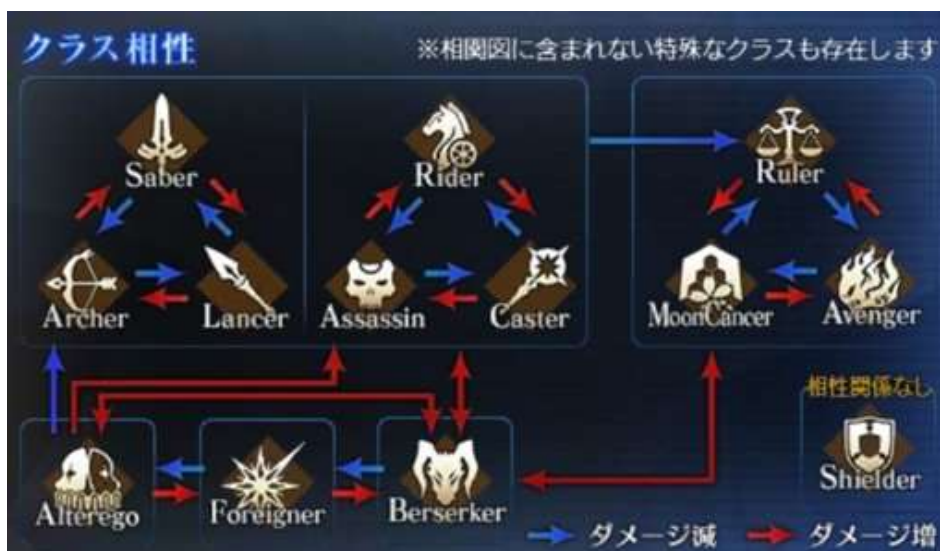 クラス相性
※相関図に含まれない特殊なクラスも存在します
Saber
Rider
Ruler
Archer
Lancer
Assassin
Caster
MoonCancer
Avenger
相性関係なし
Shielder
Alterego
Foreigner
Berserker
ダメージ減
ダメージ増